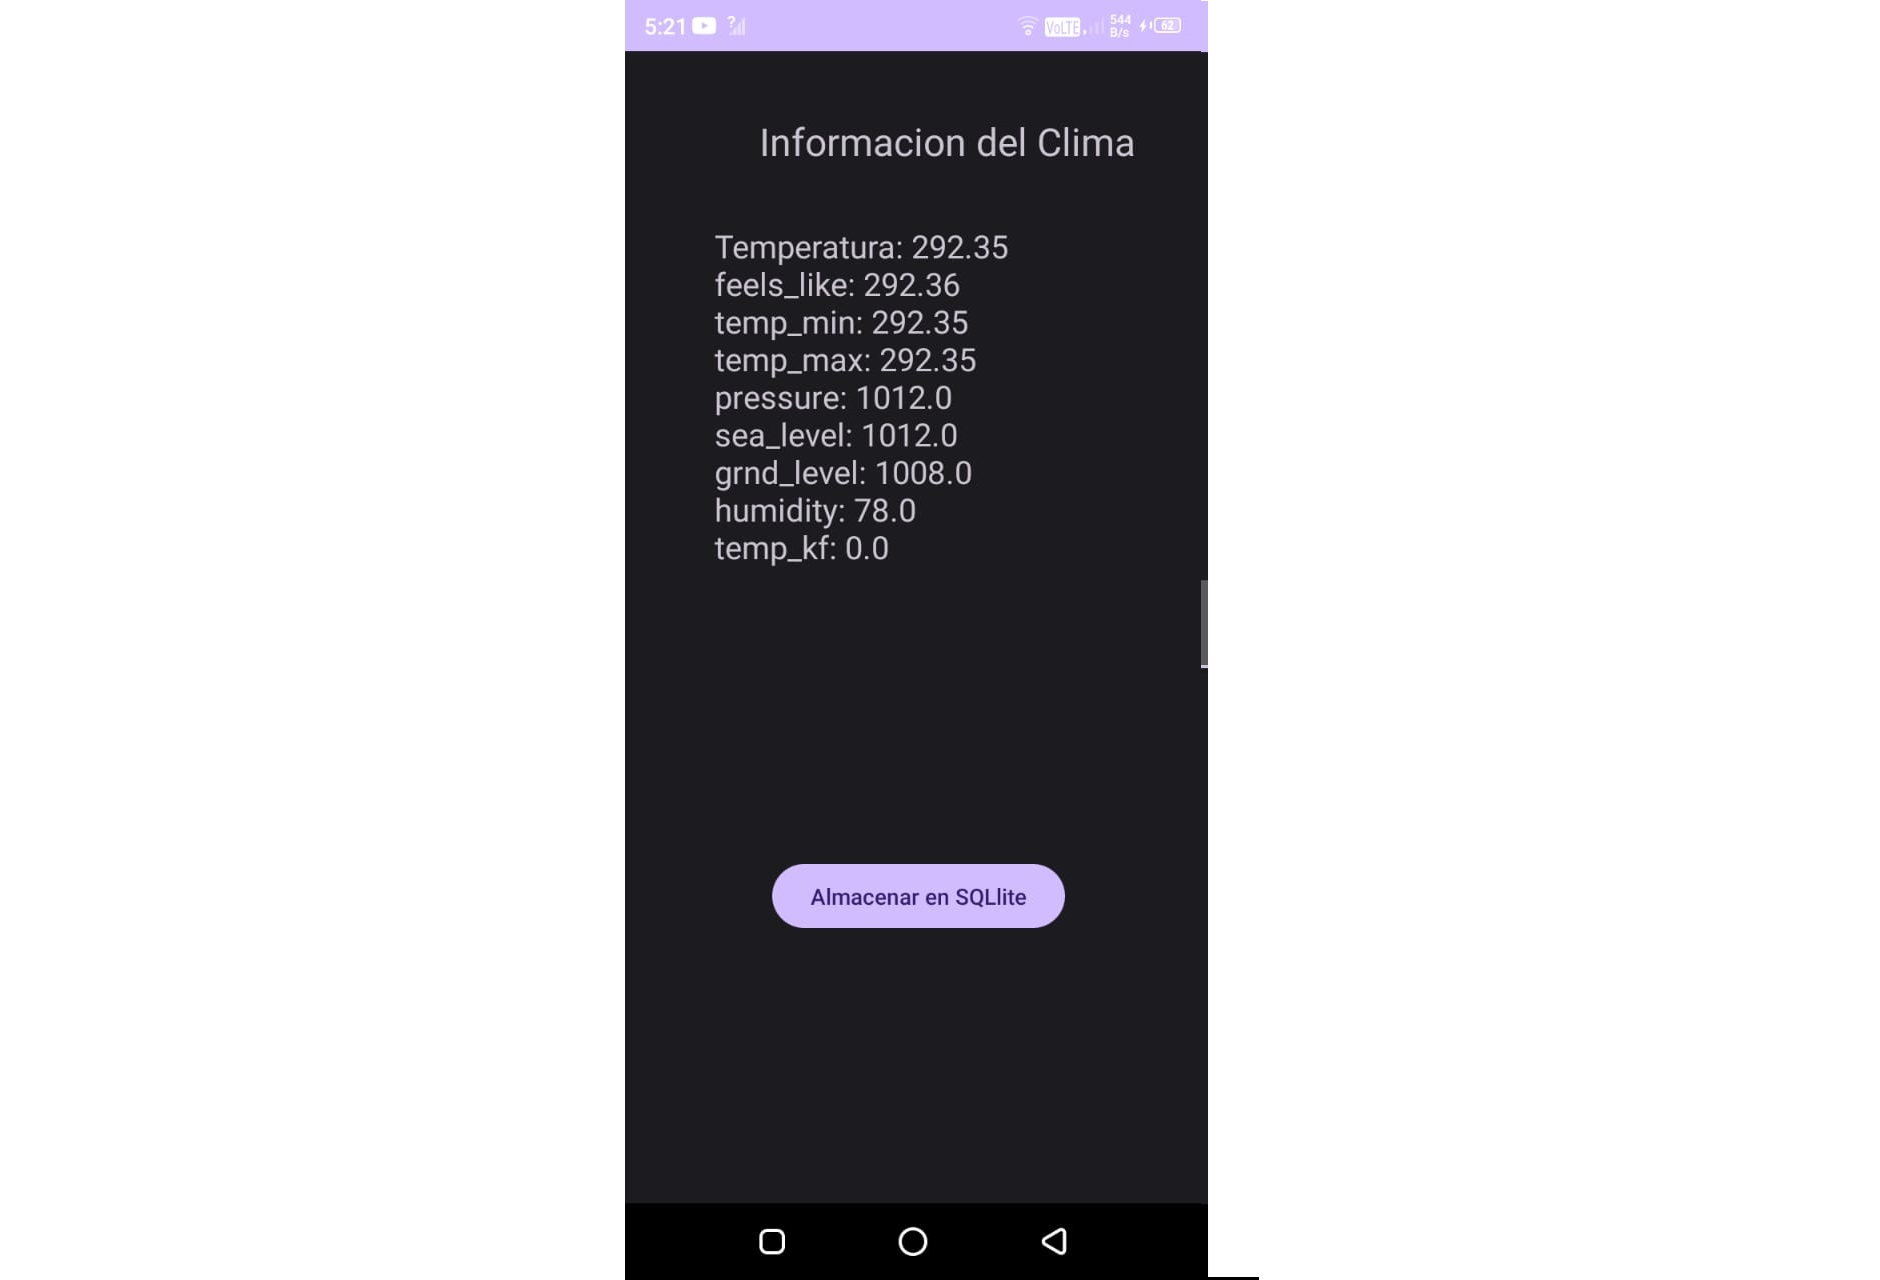 5:21 ? VoLTE 544 B/s 62
Informacion del Clima
Temperatura: 292.35
feels_like: 292.36
temp_min: 292.35
temp_max: 292.35
pressure: 1012.0
sea_level: 1012.0
grnd_level: 1008.0
humidity: 78.0
temp_kf: 0.0
Almacenar en SQLlite